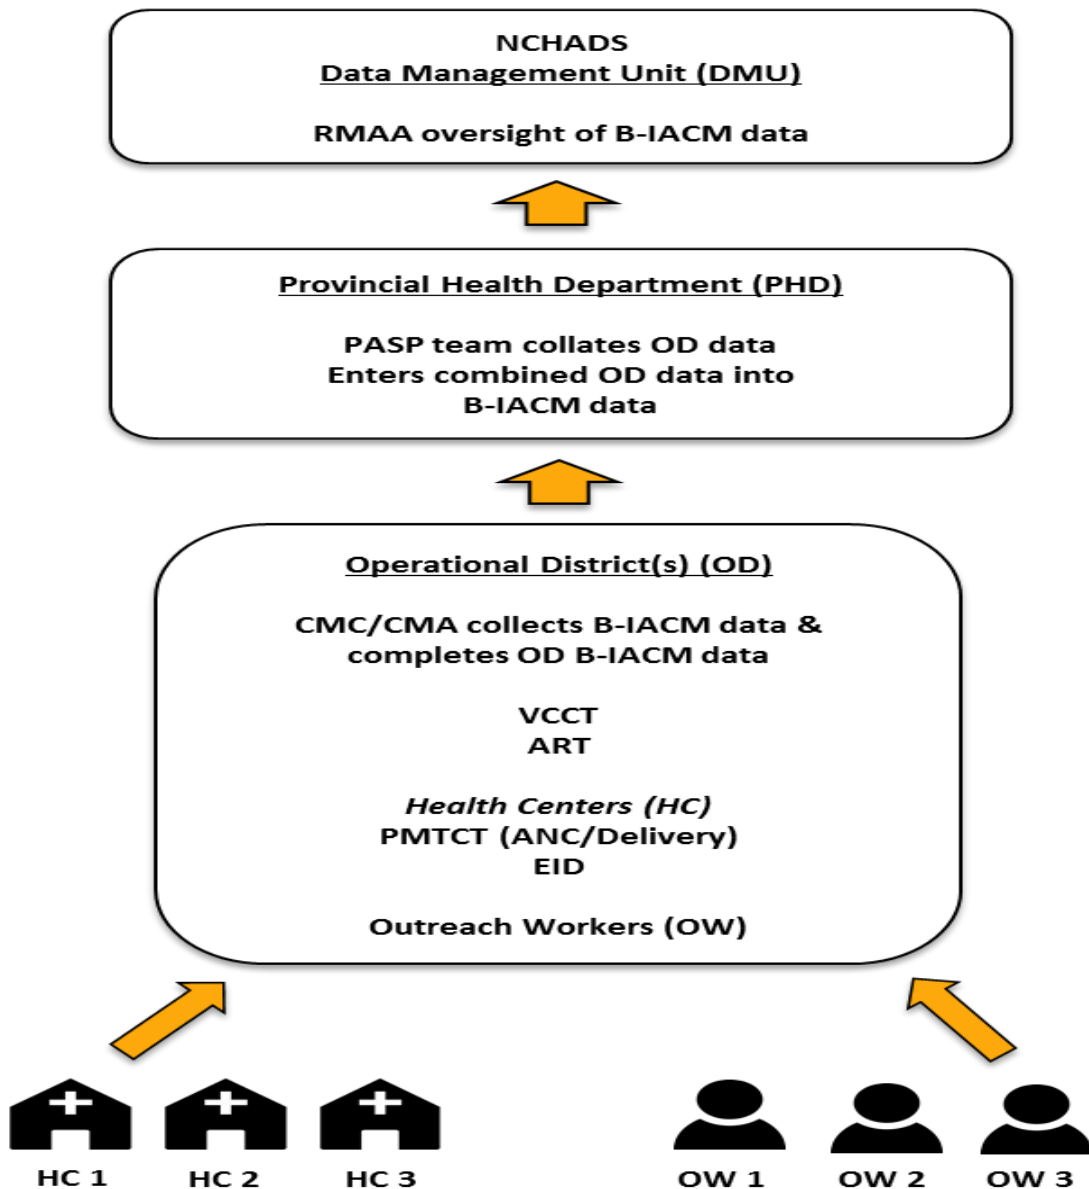 NCHADS
Data Management Unit (DMU)
RMAA oversight of B-IACM data
Provincial Health Department (PHD)
PASP team collates OD data
Enters combined OD data into
B-IACM data
Operational District(s) (OD)
CMC/CMA collects B-IACM data &
completes OD B-IACM data
VCCT
ART
Health Centers (HC)
PMTCT (ANC/Delivery)
EID
Outreach Workers (OW)
HC 1
HC 2
HC 3
OW 1
OW 2
OW 3